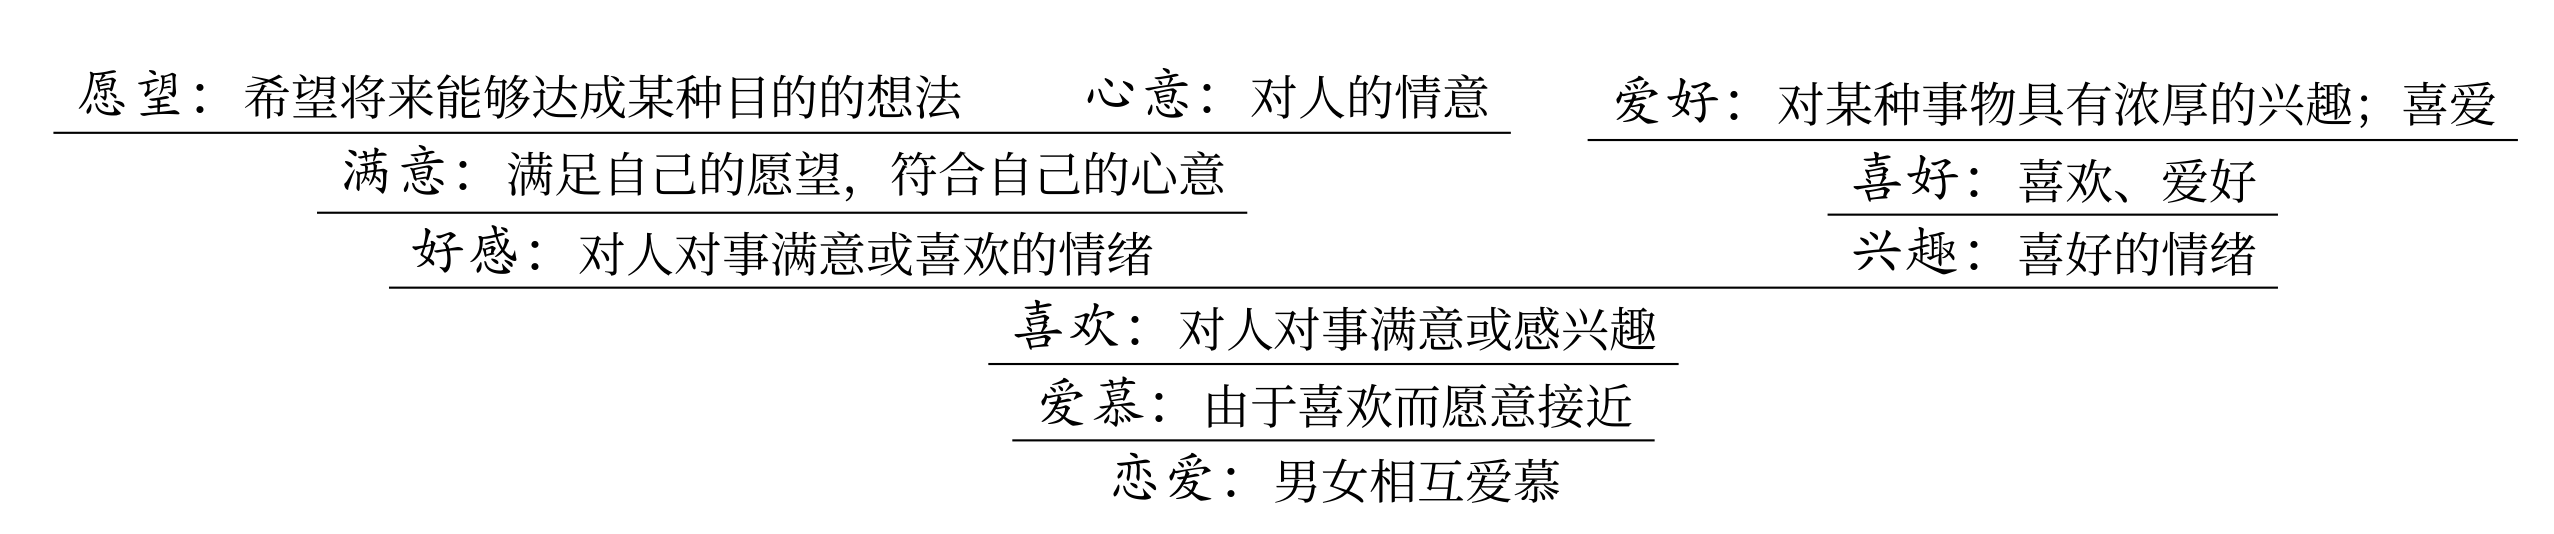 愿望：希望将来能够达成某种目的的想法
心意：对人的情意
爱好：对某种事物具有浓厚的兴趣；喜爱
满意：满足自己的愿望，符合自己的心意
喜好：喜欢、爱好
好感：对人对事满意或喜欢的情绪
兴趣：喜好的情绪
喜欢：对人对事满意或感兴趣
爱慕：由于喜欢而愿意接近
恋爱：男女相互爱慕